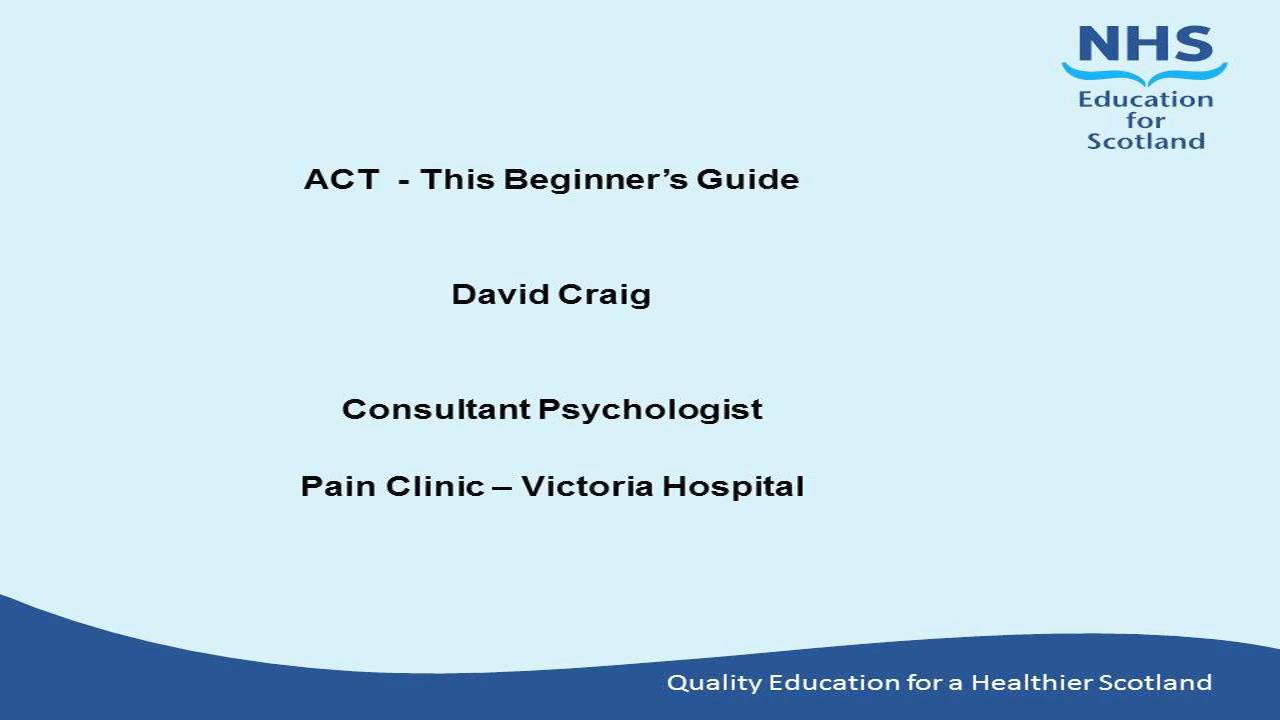 NHS
Education
for
Scotland
ACT - This Beginner’s Guide
David Craig
Consultant Psychologist
Pain Clinic – Victoria Hospital
Quality Education for a Healthier Scotland